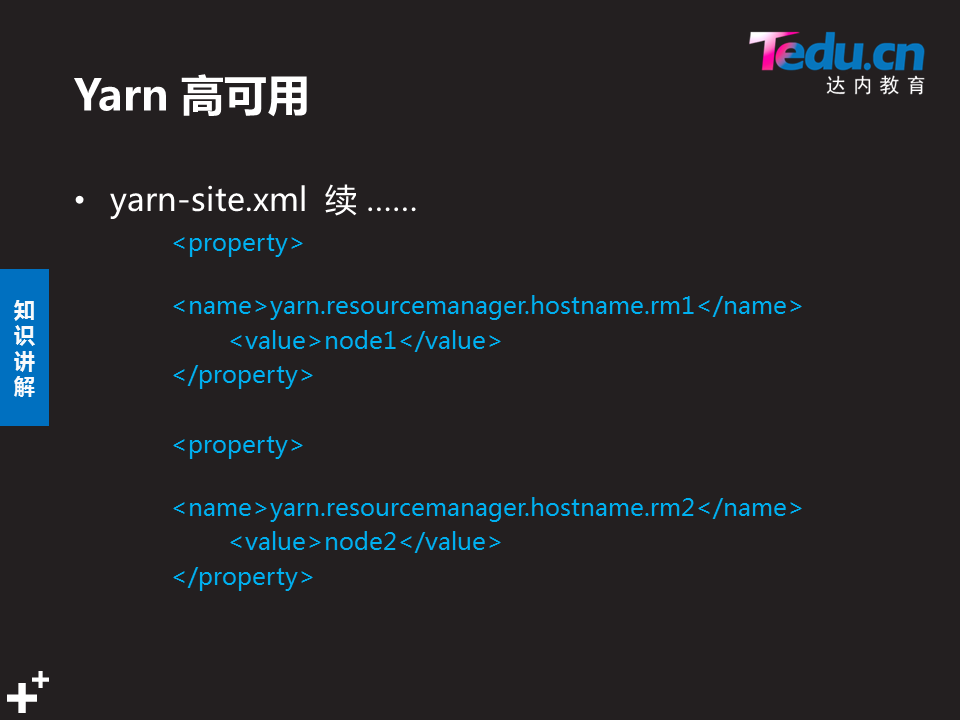 Tedu.cn
达内教育
Yarn 高可用
• yarn-site.xml 续 ……
<property>
<name>yarn.resourcemanager.hostname.rm1</name>
<value>node1</value>
</property>
<property>
<name>yarn.resourcemanager.hostname.rm2</name>
<value>node2</value>
</property>
知
识
讲
解